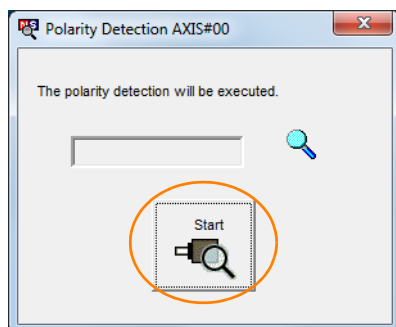 Polarity Detection AXIS#00
The polarity detection will be executed.
Start